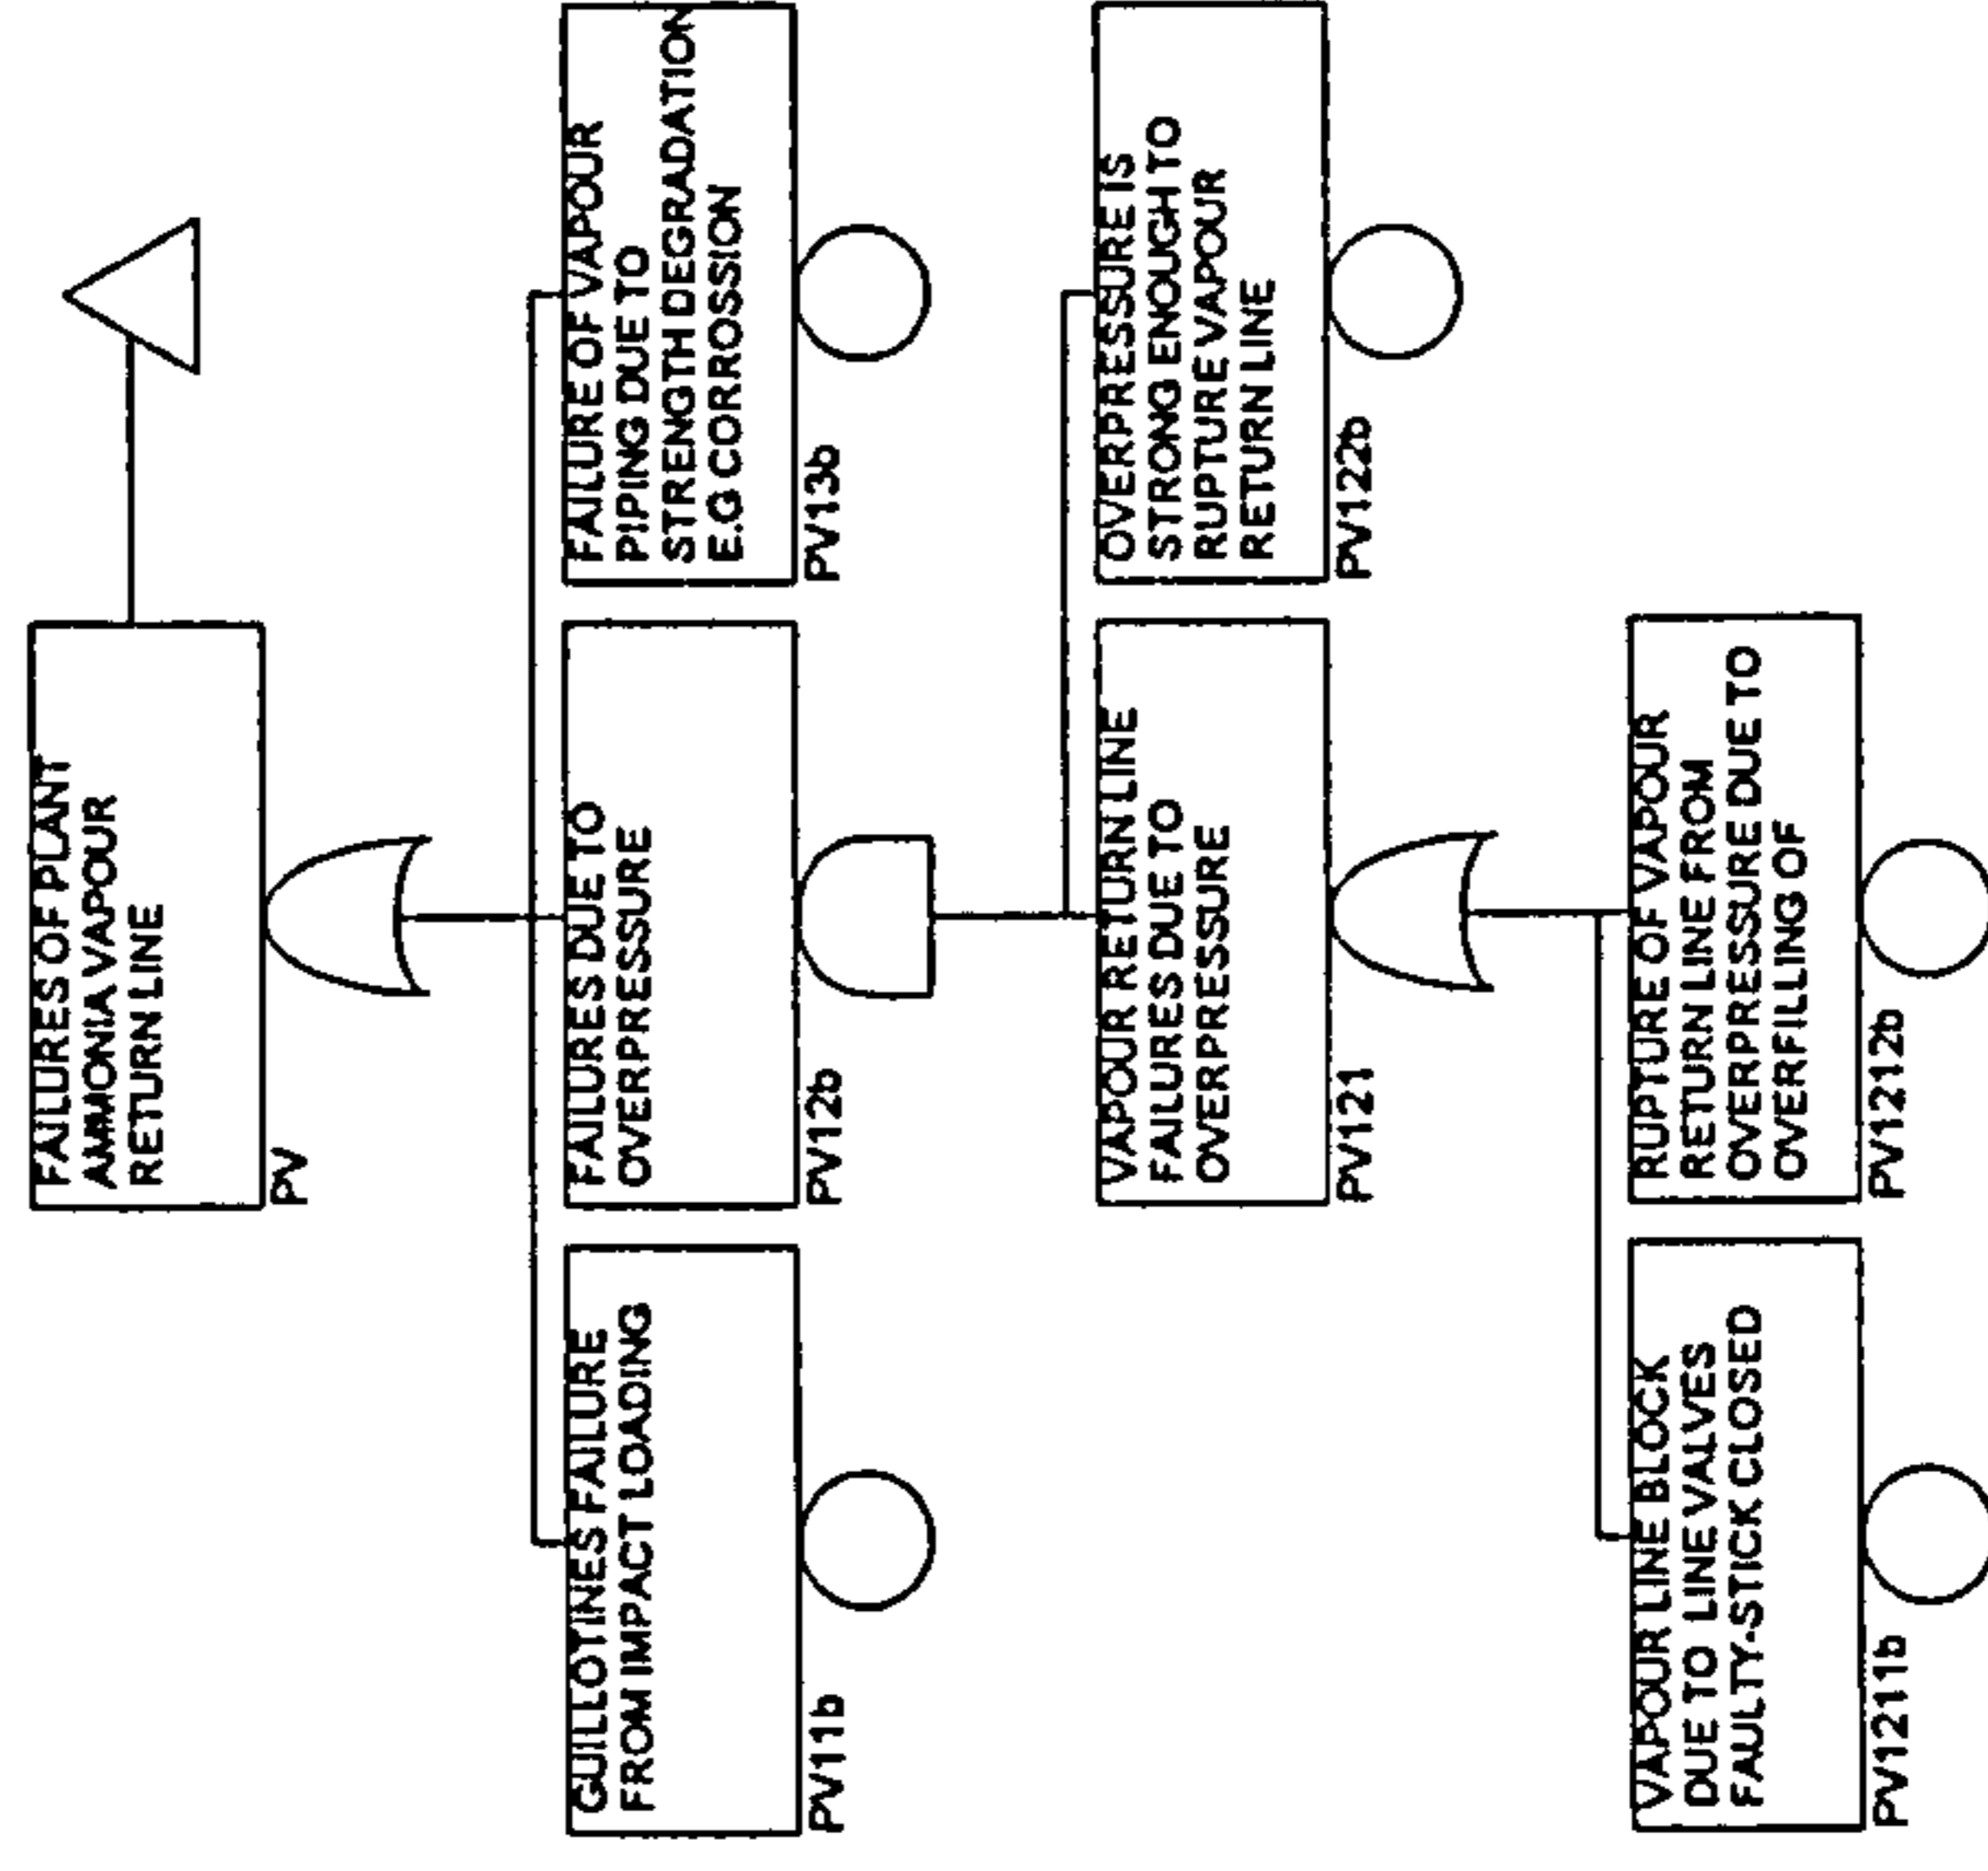 FAILURES OF PLANT
AMMONIA VAPOUR
RETURN LINE
PV
GUILLOTINES FAILURE
FROM IMPACT LOADING
PV11b
FAILURES DUE TO
OVERPRESSURE
PV12b
FAILURE OF VAPOUR
PIPING DUE TO
STRENGTH DEGRADATION
E.G CORROSSION
PV13b
VAPOUR RETURN LINE
FAILURES DUE TO
OVERPRESSURE
PV121
OVERPRESSURE IS
STRONG ENOUGH TO
RUPTURE VAPOUR
RETURN LINE
PV122b
VAPOUR LINE BLOCK
DUE TO LINE VALVES
FAULTY-STICK CLOSED
PV1211b
RUPTURE OF VAPOUR
RETURN LINE FROM
OVERPRESSURE DUE TO
OVERFILLING OF
PV1212b